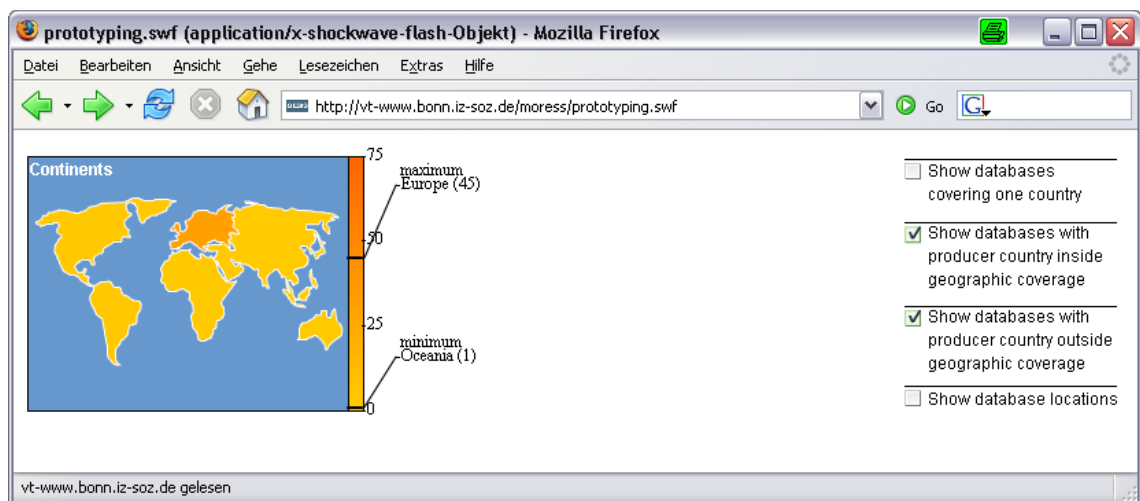 prototyping.swf (application/x-shockwave-flash-Objekt) - Mozilla Firefox
Datei Bearbeiten Ansicht Gehe Lesezeichen Extras Hilfe
http://vt-www.bonn.iz-soz.de/moress/prototyping.swf Go G
Continents
75
maximum
Europe (45)
50
25
minimum
Oceania (1)
0
Show databases
covering one country
Show databases with
producer country inside
geographic coverage
Show databases with
producer country outside
geographic coverage
Show database locations
vt-www.bonn.iz-soz.de gelesen